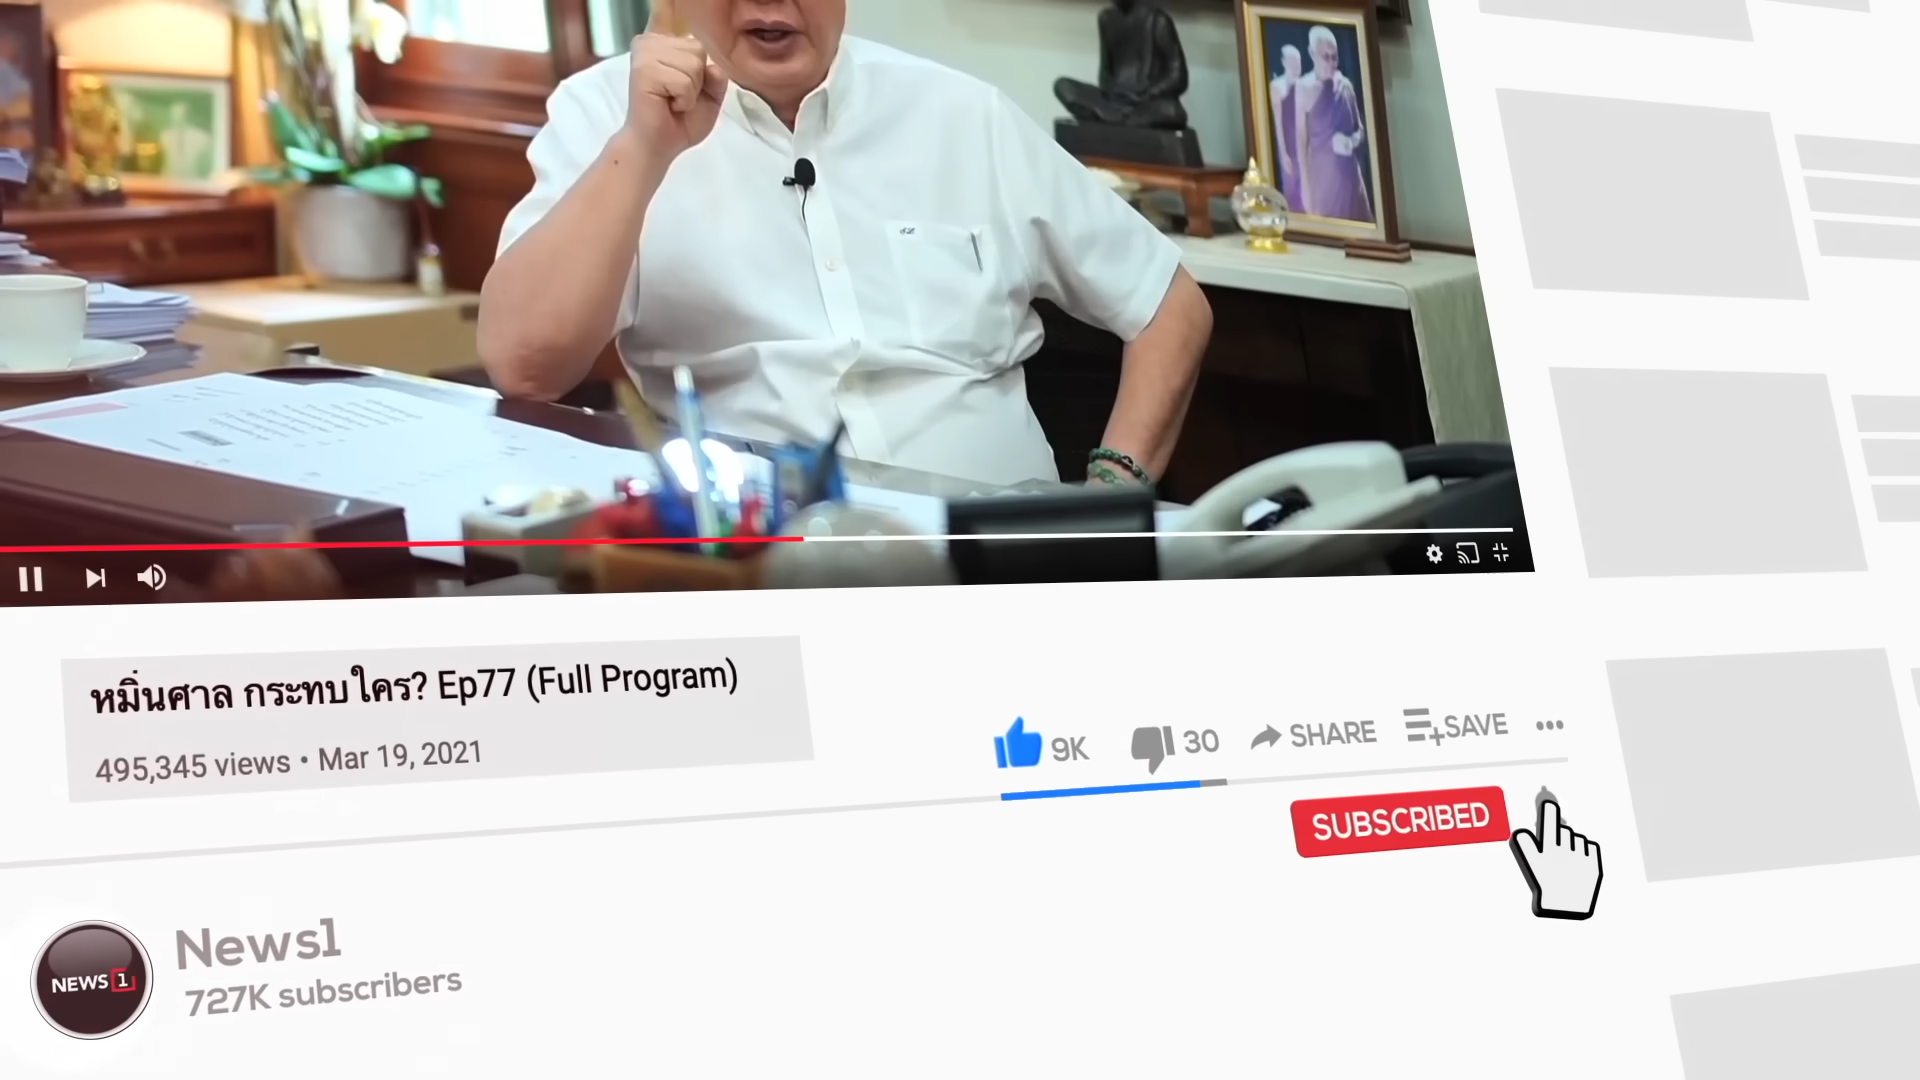 SL
หมิ่นศาล กระทบใคร? Ep77 (Full Program)
495,345 views • Mar 19, 2021
9K
30
SHARE
SAVE
SUBSCRIBED
NEWS 1
News1
727K subscribers